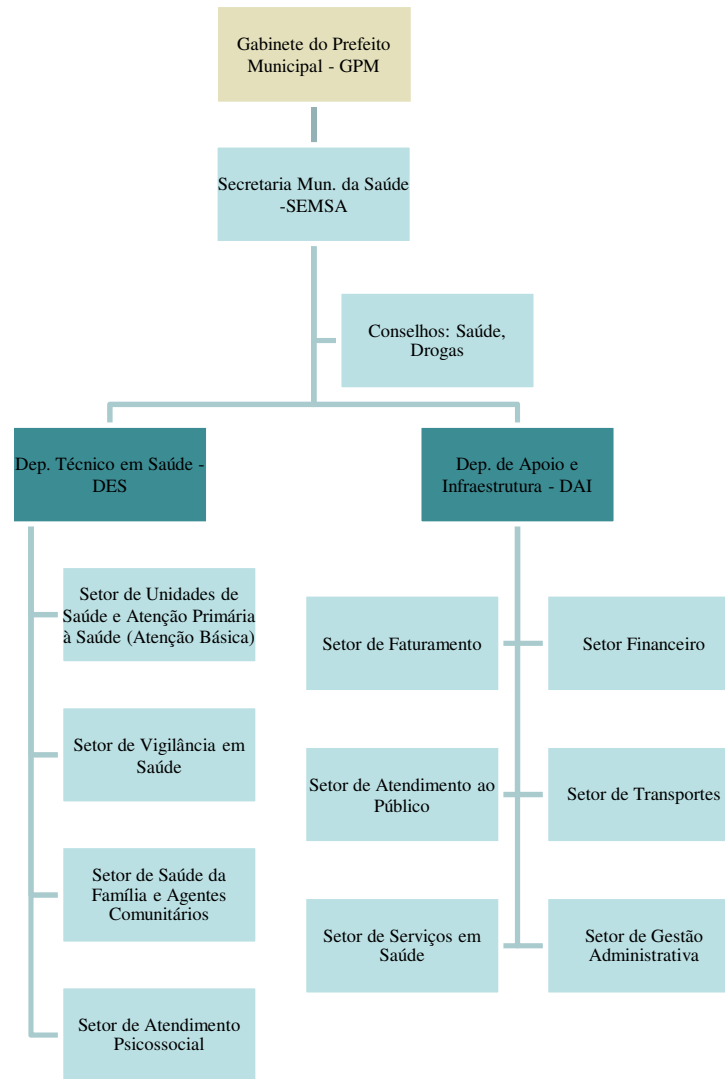 Gabinete do Prefeito
Municipal - GPM
Secretaria Mun. da Saúde
-SEMSA
Conselhos: Saúde,
Drogas
Dep. Técnico em Saúde -
DES
Dep. de Apoio e
Infraestrutura - DAI
Setor de Unidades de
Saúde e Atenção Primária
à Saúde (Atenção Básica)
Setor de Vigilância em
Saúde
Setor de Saúde da
Família e Agentes
Comunitários
Setor de Atendimento
Psicossocial
Setor de Faturamento
Setor Financeiro
Setor de Atendimento ao
Público
Setor de Transportes
Setor de Serviços em
Saúde
Setor de Gestão
Administrativa